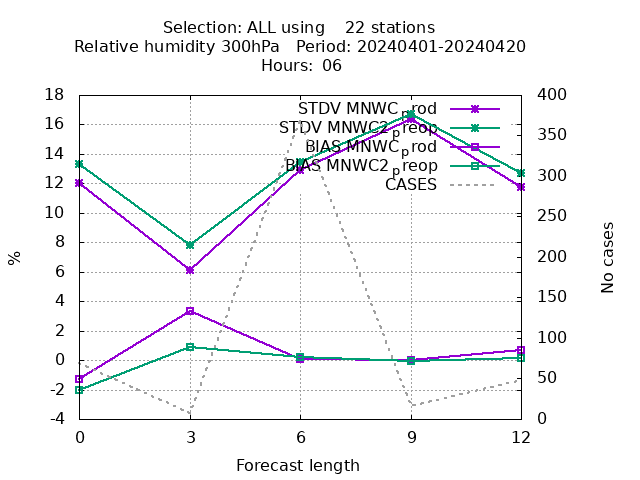 Selection: ALL using 22 stations
Relative humidity 300hPa Period: 20240401-20240420
Hours: 06
STDV MNWC_prod
STDV MNWC2_preop
BIAS MNWC_prod
BIAS MNWC2_preop
CASES
18
16
14
12
10
8
6
4
2
0
-2
-4
400
350
300
250
200
150
100
50
0
%
No cases
0 3 6 9 12
Forecast length